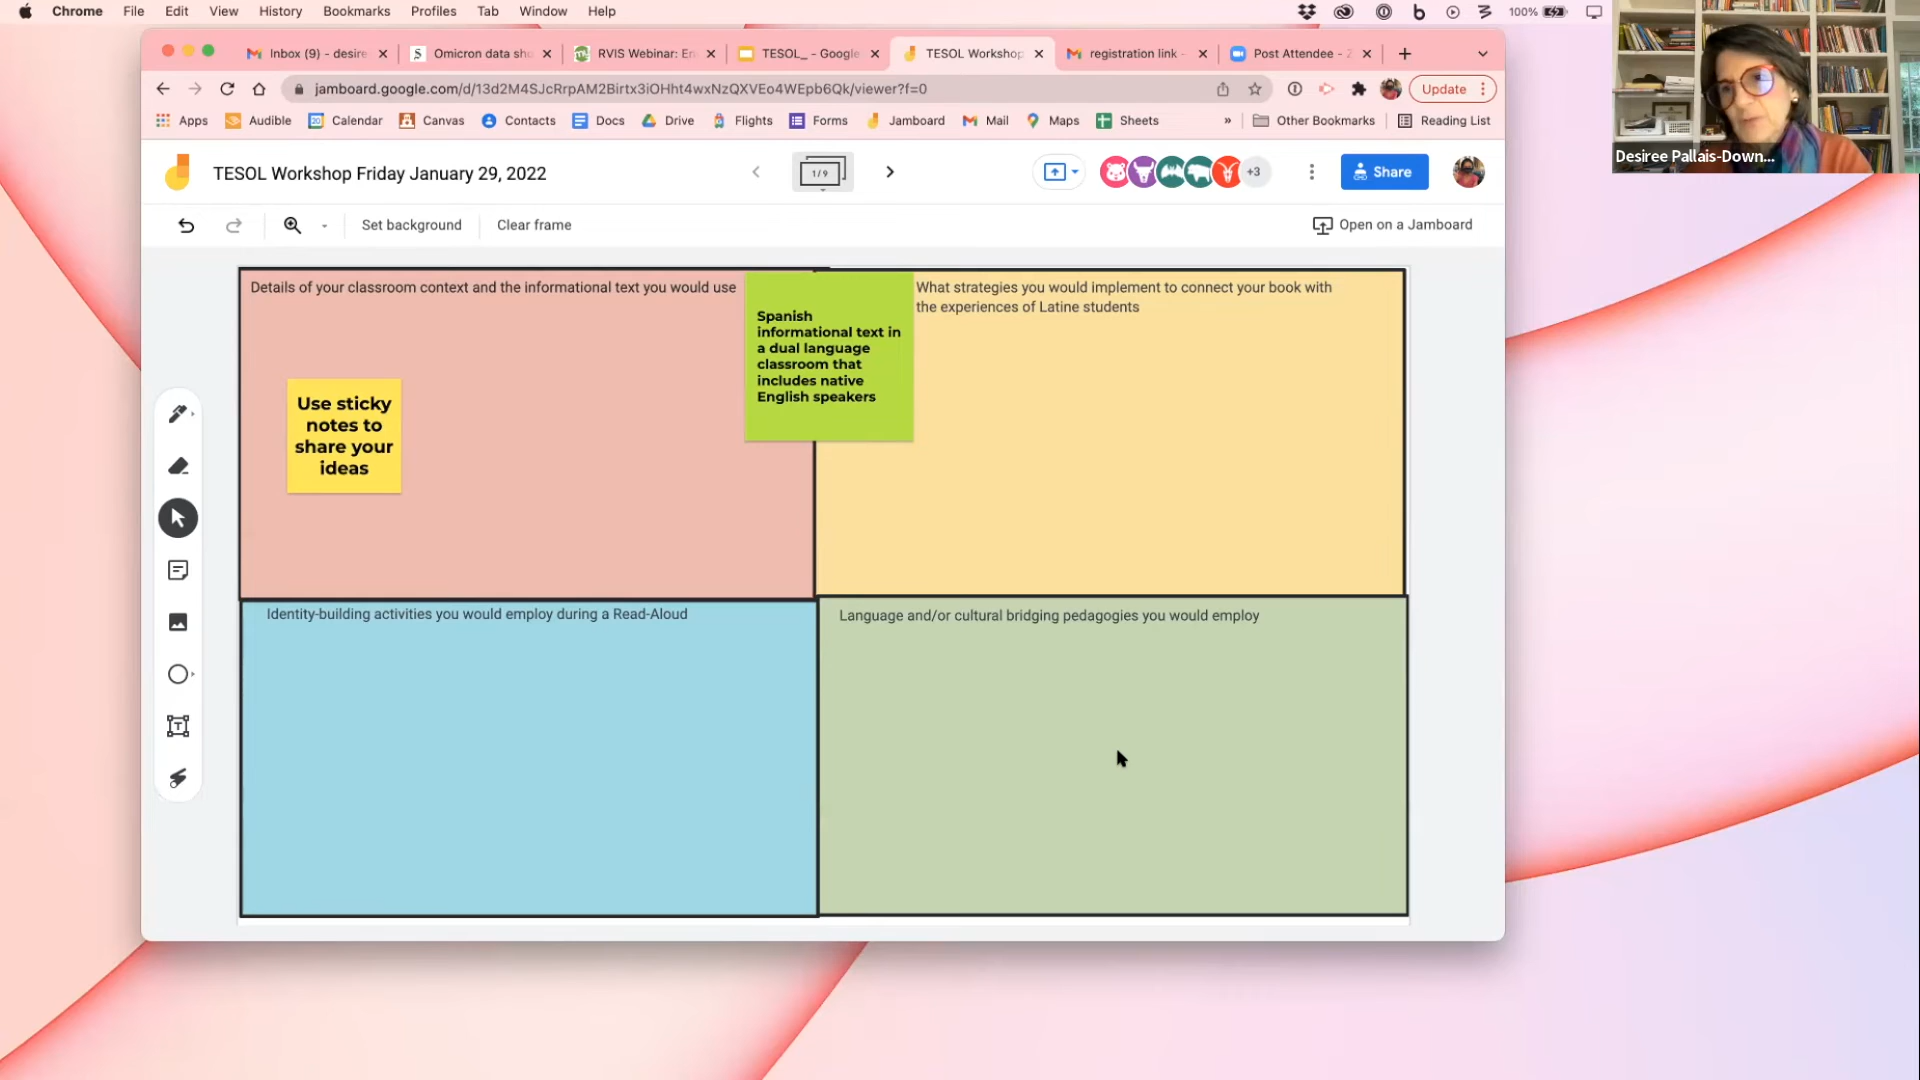 Chrome File Edit View History Bookmarks Profiles Tab Window Help 100%
Inbox (9) - desire
Omicron data sho
RVIS Webinar: En
TESOL_ - Google
TESOL Workshop
registration link -
Post Attendee - Z
jamboard.google.com/d/13d2M4SJcRrpAM2Birtx3iOHht4wxNzQXVEo4WEpb6Qk/viewer?f=0
Update
Apps Audible Calendar Canvas Contacts Docs Drive Flights Forms Jamboard Mail Maps Sheets » Other Bookmarks Reading List
Desiree Pallais-Down...
TESOL Workshop Friday January 29, 2022
1/9
+3
Share
Set background
Clear frame
Open on a Jamboard
Details of your classroom context and the informational text you would use
Use sticky
notes to
share your
ideas
Spanish
informational text in
a dual language
classroom that
includes native
English speakers
What strategies you would implement to connect your book with
the experiences of Latine students
Identity-building activities you would employ during a Read-Aloud
Language and/or cultural bridging pedagogies you would employ